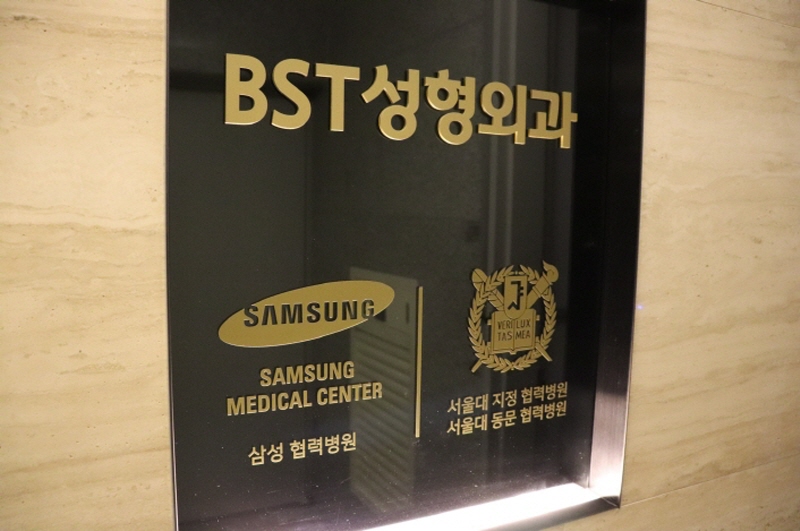 BST성형외과
SAMSUNG
SAMSUNG
MEDICAL CENTER
삼성 협력병원
VERI LUX
TAS MEA
서울대 지정 협력병원
서울대 동문 협력병원